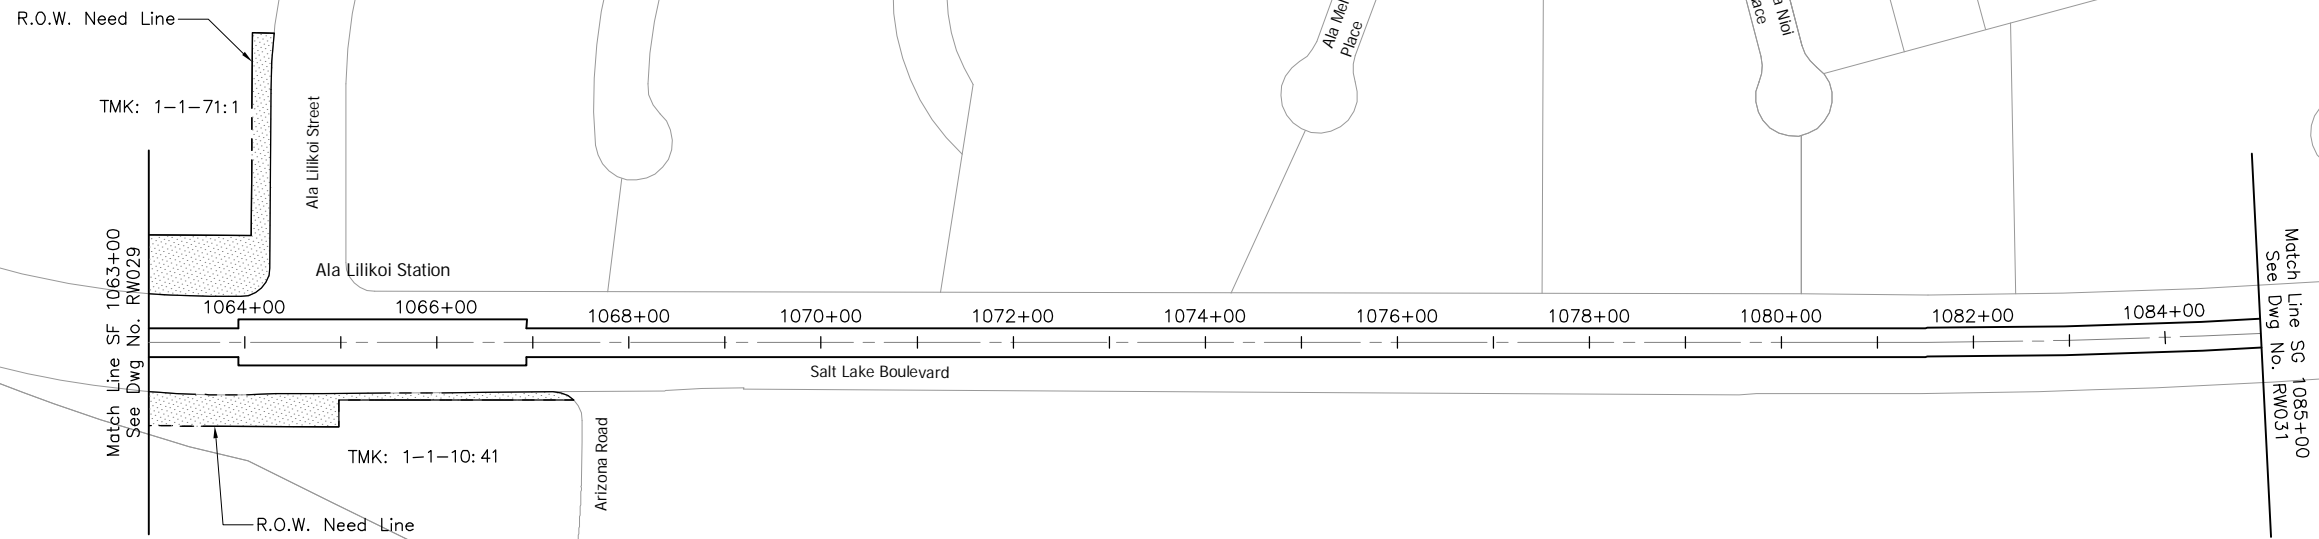 R.O.W. Need Line
TMK: 1-1-71:1
Ala Lilikoi Street
Place
Nioi
Ala Lilikoi Station
Match Line SF 1063+00
See Dwg No. RW029
1064+00
1066+00
1068+00
1070+00
1072+00
1074+00
1076+00
1078+00
1080+00
1082+00
1084+00
Match Line SG 1085+00
See Dwg No. RW031
Salt Lake Boulevard
TMK: 1-1-10:41
Arizona Road
R.O.W. Need Line